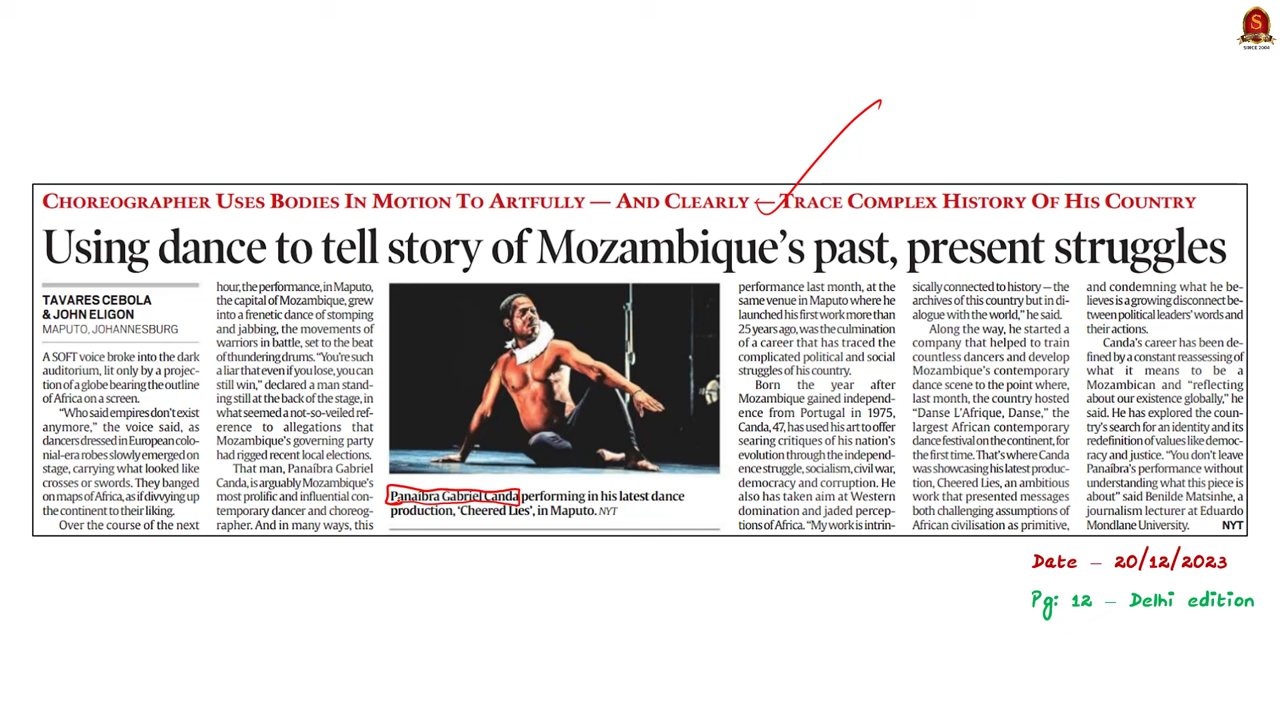 S
SINCE 2004
CHOREOGRAPHER USES BODIES IN MOTION TO ARTFULLY — AND CLEARLY — TRACE COMPLEX HISTORY OF HIS COUNTRY
Using dance to tell story of Mozambique's past, present struggles
TAVARES CEBOLA
& JOHN ELIGON
MAPUTO, JOHANNESBURG
A SOFT voice broke into the dark
auditorium, lit only by a projec-
tion of a globe bearing the outline
of Africa on a screen.
"Who said empires don't exist
anymore," the voice said, as
dancers dressed in European colo-
nial-era robes slowly emerged on
stage, carrying what looked like
crosses or swords. They banged
on maps of Africa, as if divvying up
the continent to their liking.
Over the course of the next
hour, the performance, in Maputo,
the capital of Mozambique, grew
into a frenetic dance of stomping
and jabbing, the movements of
warriors in battle, set to the beat
of thundering drums. "You're such
a liar that even if you lose, you can
still win," declared a man stand-
ing still at the back of the stage, in
what seemed a not-so-veiled ref-
erence to allegations that
Mozambique's governing party
had rigged recent local elections.
That man, Panaíbra Gabriel
Canda, is arguably Mozambique's
most prolific and influential con-
temporary dancer and choreog-
rapher. And in many ways, this
Panaíbra Gabriel Canda performing in his latest dance
production, 'Cheered Lies', in Maputo. NYT
performance last month, at the
same venue in Maputo where he
launched his first work more than
25 years ago, was the culmination
of a career that has traced the
complicated political and social
struggles of his country.
Born the year after
Mozambique gained independ-
ence from Portugal in 1975,
Canda, 47, has used his art to offer
searing critiques of his nation's
evolution through the independ-
ence struggle, socialism, civil war,
democracy and corruption. He
also has taken aim at Western
domination and jaded percep-
tions of Africa. "My work is intrin-
sically connected to history — the
archives of this country but in di-
alogue with the world," he said.
Along the way, he started a
company that helped to train
countless dancers and develop
Mozambique's contemporary
dance scene to the point where,
last month, the country hosted
"Danse L'Afrique, Danse," the
largest African contemporary
dance festival on the continent, for
the first time. That's where Canda
was showcasing his latest produc-
tion, Cheered Lies, an ambitious
work that presented messages
both challenging assumptions of
African civilisation as primitive,
and condemning what he be-
lieves is a growing disconnect be-
tween political leaders' words and
their actions.
Canda's career has been de-
fined by a constant reassessing of
what it means to be a
Mozambican and "reflecting
about our existence globally," he
said. He has explored the coun-
try's search for an identity and its
redefinition of values like democ-
racy and justice. "You don't leave
Panaíbra's performance without
understanding what this piece is
about" said Benilde Matsinhe, a
journalism lecturer at Eduardo
Mondlane University. NYT
Date - 20/12/2023
Pg: 12 - Delhi edition